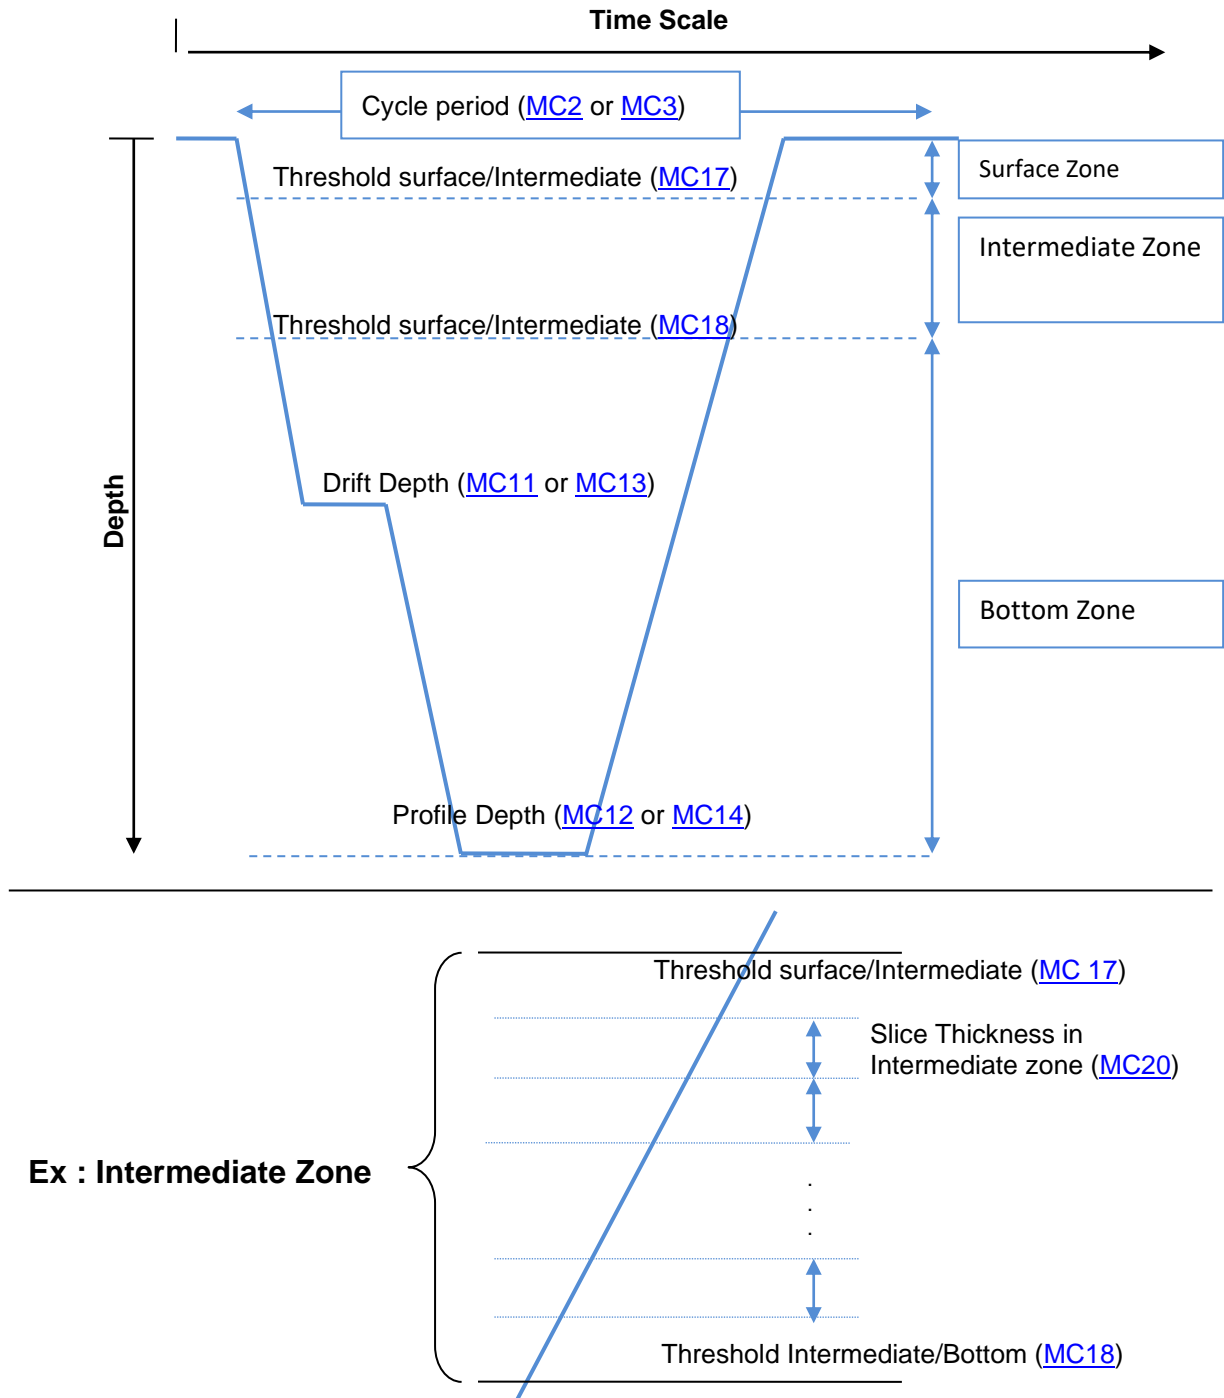 Time Scale
Cycle period (MC2 or MC3)
Surface Zone
Threshold surface/Intermediate (MC17)
Intermediate Zone
Threshold surface/Intermediate (MC18)
Drift Depth (MC11 or MC13)
Depth
Bottom Zone
Profile Depth (MC12 or MC14)
Threshold surface/Intermediate (MC 17)
Slice Thickness in
Intermediate zone (MC20)
Ex : Intermediate Zone
.
.
.
Threshold Intermediate/Bottom (MC18)